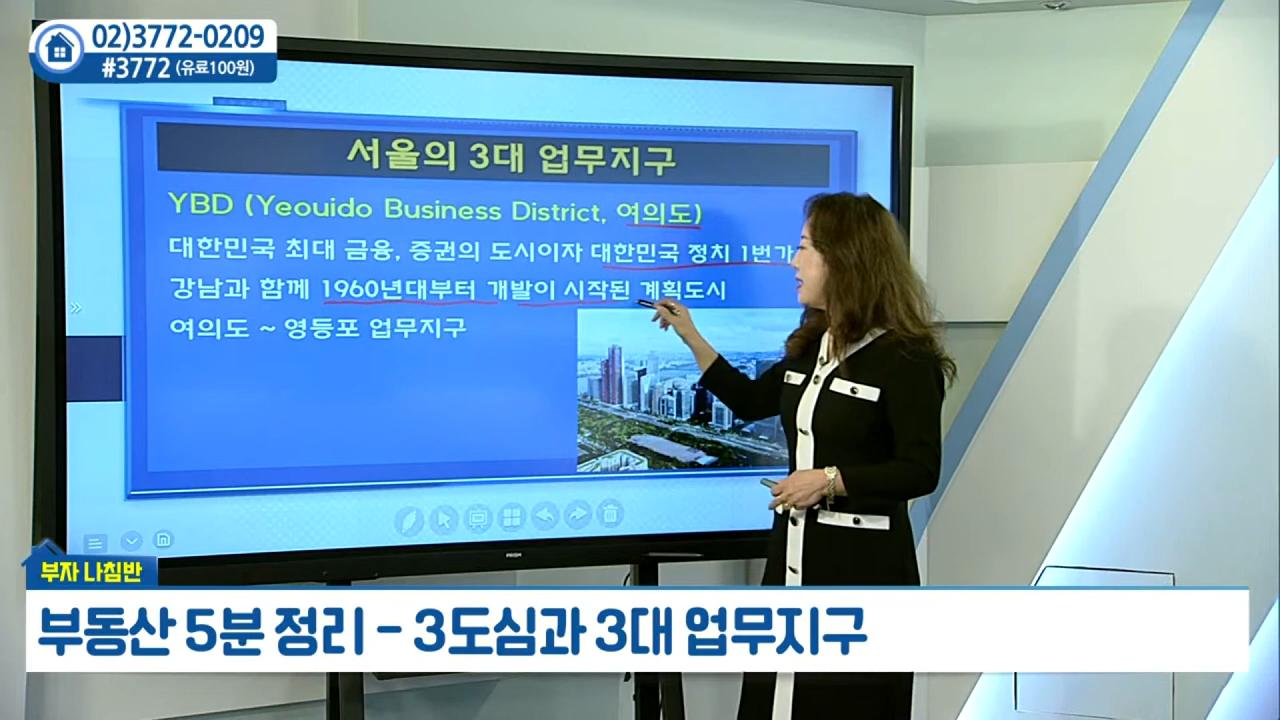 02)3772-0209
#3772 (유료100원)
서울의 3대 업무지구
YBD (Yeouido Business District, 여의도)
대한민국 최대 금융, 증권의 도시이자 대한민국 정치 1번가
강남과 함께 1960년대부터 개발이 시작된 계획도시
여의도 ~ 영등포 업무지구
PRISM
부자 나침반
부동산 5분 정리 - 3도심과 3대 업무지구